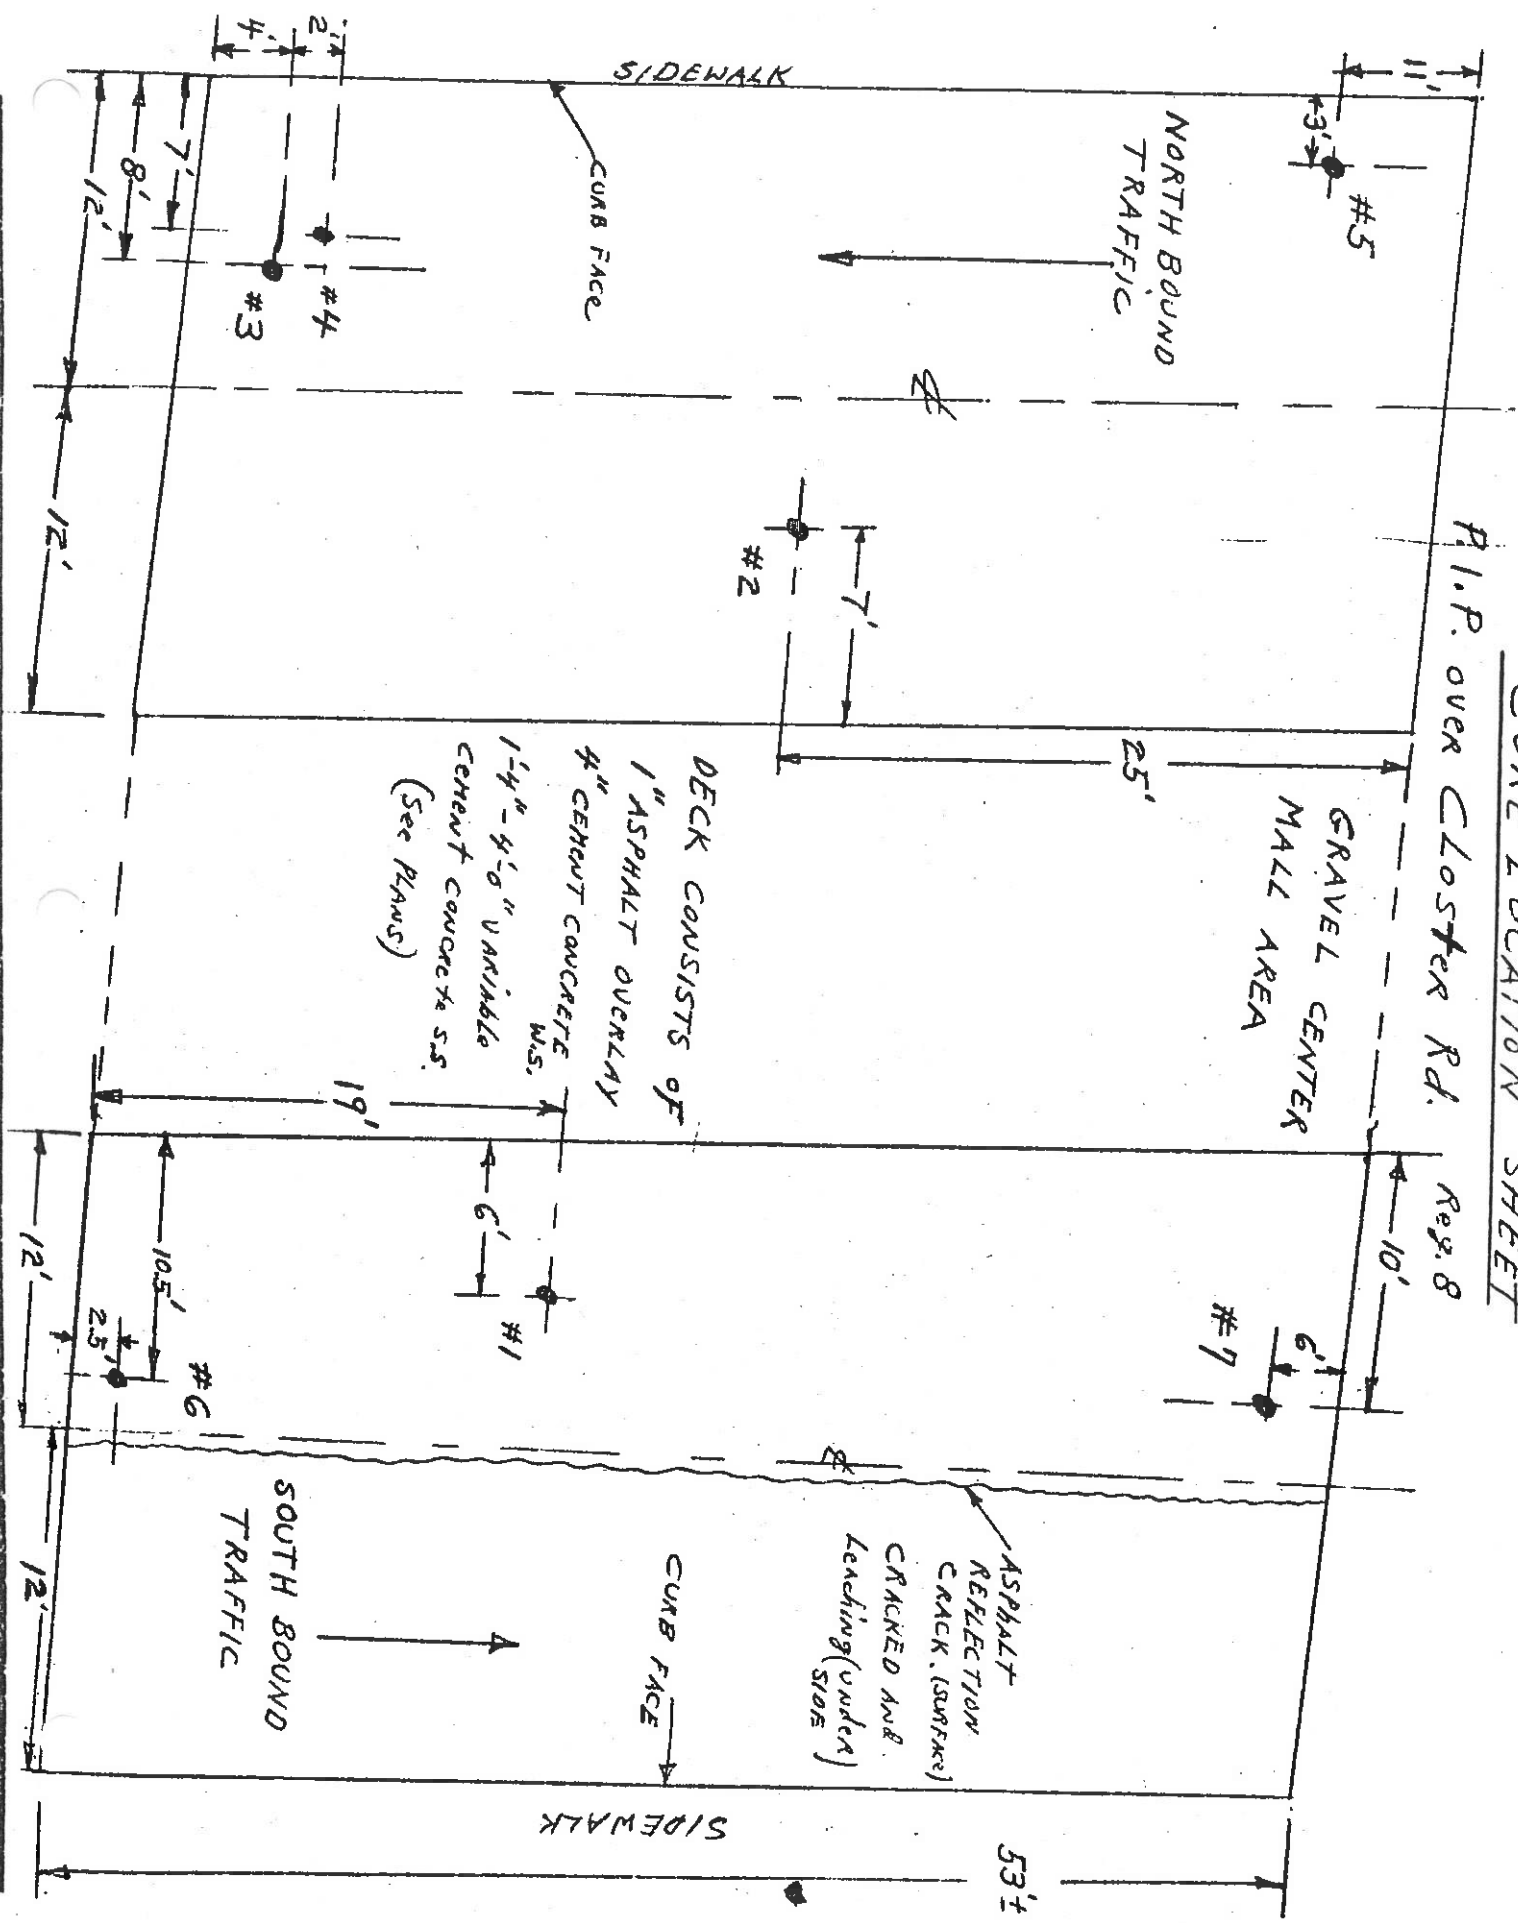 CORE LOCATION SHEET
P.I.P. over Closter Rd. Reg. 8
11'
3'
#5
NORTH BOUND
TRAFFIC
SIDEWALK
CURB FACE
2'
4'
7'
8'
12'
#4
#3
12'
℄
#2
7'
25'
GRAVEL CENTER
MALL AREA
DECK CONSISTS OF
1" ASPHALT OVERLAY
4" CEMENT CONCRETE
W.S.
1'-4" - 4'-0" VARIABLE
CEMENT CONCRETE S.S.
(See PLANS)
19'
10'
6'
#7
6'
#1
10.5'
2.5'
#6
12'
12'
℄
ASPHALT
REFLECTION
CRACK. (SURFACE)
CRACKED AND
Leaching (UNDER
SIDE)
SOUTH BOUND
TRAFFIC
CURB FACE
SIDEWALK
53'±